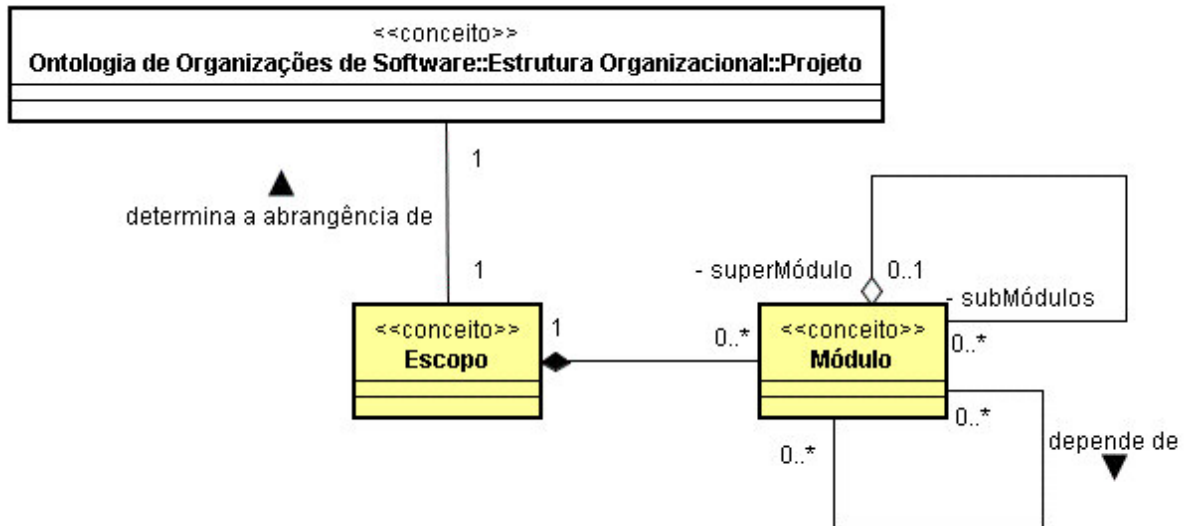 <<conceito>>
Ontologia de Organizações de Software::Estrutura Organizacional::Projeto
1
determina a abrangência de
1
- superMódulo
0..1
- subMódulos
<<conceito>>
Escopo
1
0..*
<<conceito>>
Módulo
0..*
0..*
0..*
depende de